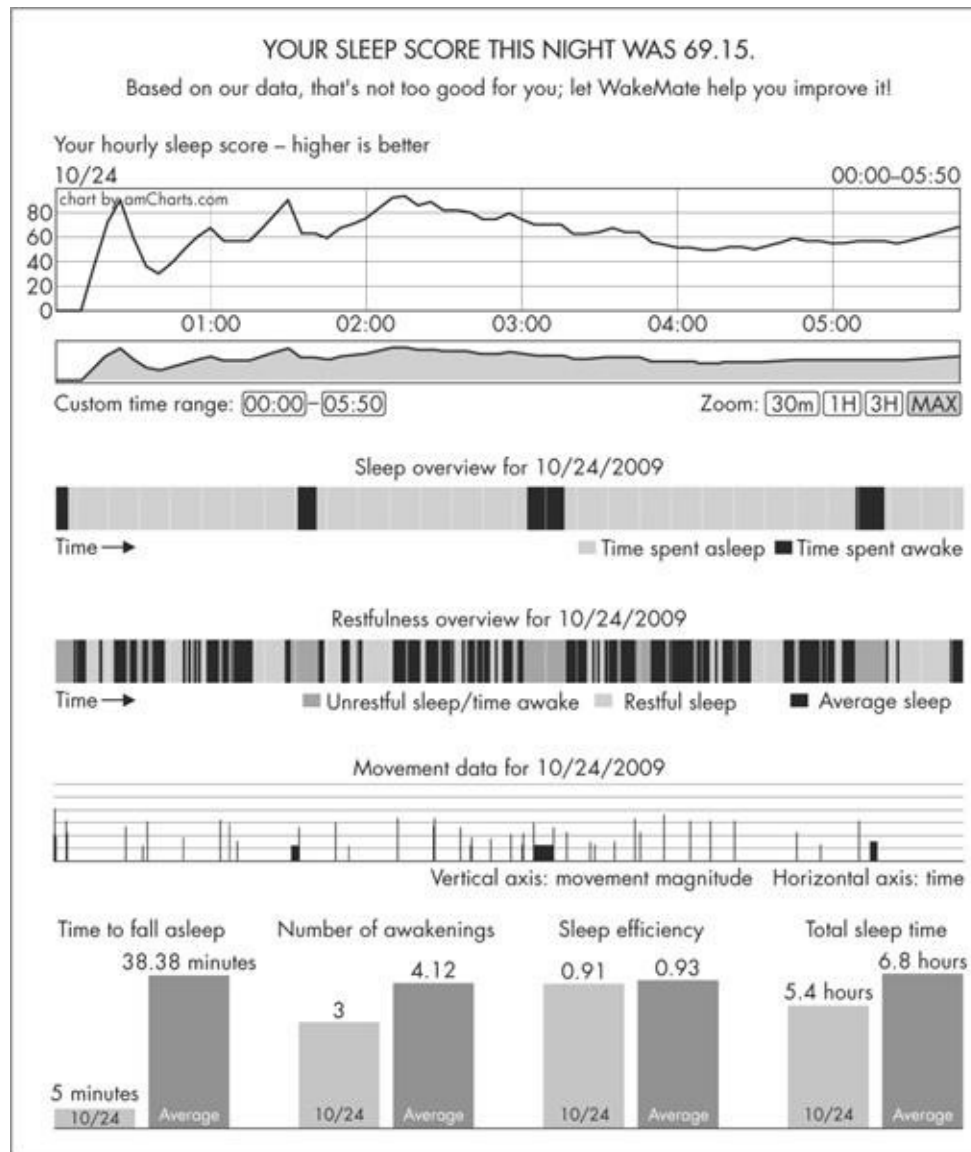 YOUR SLEEP SCORE THIS NIGHT WAS 69.15.
Based on our data, that's not too good for you; let WakeMate help you improve it!
Your hourly sleep score – higher is better
10/24 00:00–05:50
chart by amCharts.com
80
60
40
20
0
01:00 02:00 03:00 04:00 05:00
Custom time range: 00:00–05:50 Zoom: 30m 1H 3H MAX
Sleep overview for 10/24/2009
Time Time spent asleep Time spent awake
Restfulness overview for 10/24/2009
Time Unrestful sleep/time awake Restful sleep Average sleep
Movement data for 10/24/2009
Vertical axis: movement magnitude Horizontal axis: time
Time to fall asleep Number of awakenings Sleep efficiency Total sleep time
38.38 minutes 4.12 0.91 0.93 6.8 hours
3 5.4 hours
5 minutes
10/24 Average 10/24 Average 10/24 Average 10/24 Average